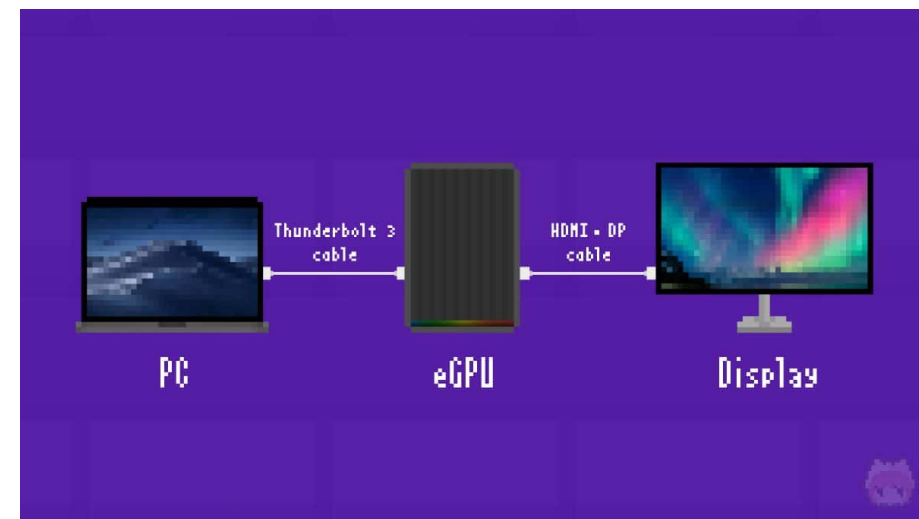 Thunderbolt 3
cable
HDMI・DP
cable
PC
eGPU
Display